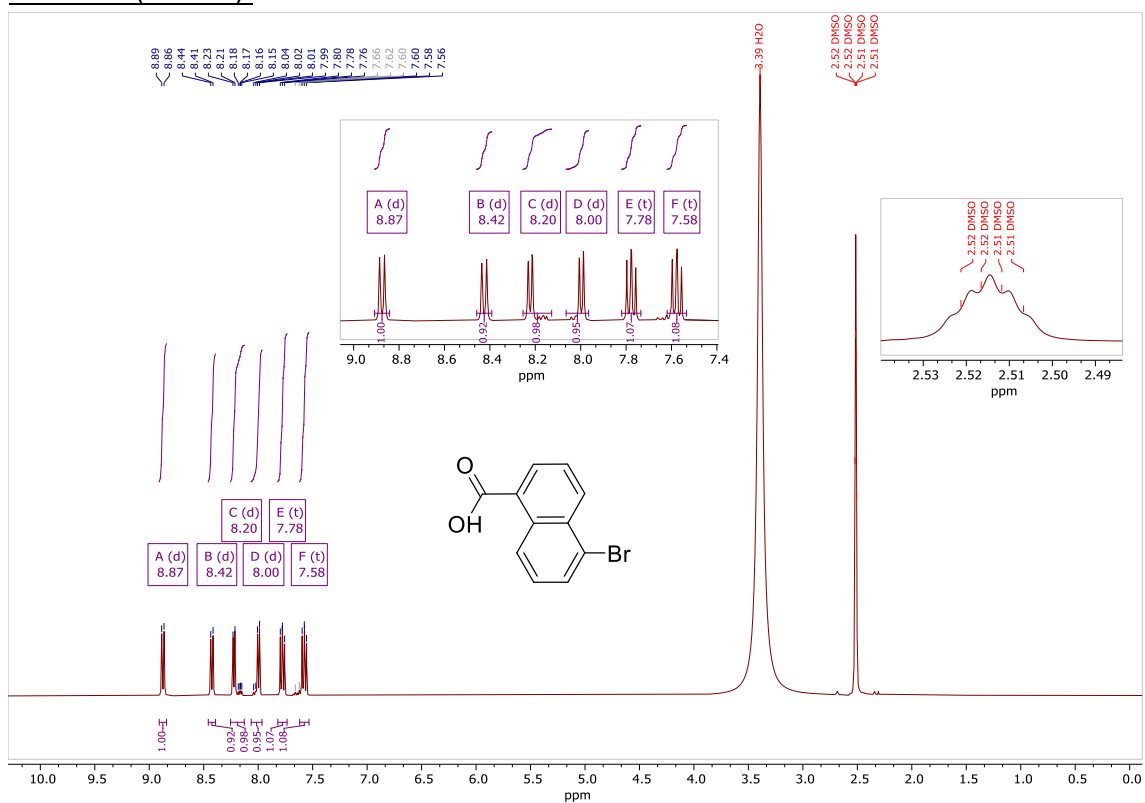 8.89
8.86
8.44
8.41
8.23
8.21
8.18
8.17
8.16
8.15
8.04
8.02
8.01
7.99
7.80
7.78
7.76
7.66
7.62
7.60
7.60
7.58
7.56
3.39 H2O
2.52 DMSO
2.52 DMSO
2.51 DMSO
2.51 DMSO
A (d)
8.87
B (d)
8.42
C (d)
8.20
D (d)
8.00
E (t)
7.78
F (t)
7.58
1.00
0.92
0.98
0.95
1.07
1.08
9.0 8.8 8.6 8.4 8.2 8.0 7.8 7.6 7.4
ppm
2.52 DMSO
2.52 DMSO
2.51 DMSO
2.51 DMSO
2.53 2.52 2.51 2.50 2.49
ppm
C (d)
8.20
E (t)
7.78
A (d)
8.87
B (d)
8.42
D (d)
8.00
F (t)
7.58
O
OH
Br
1.00
0.92
0.98
0.95
1.07
1.08
10.0 9.5 9.0 8.5 8.0 7.5 7.0 6.5 6.0 5.5 5.0 4.5 4.0 3.5 3.0 2.5 2.0 1.5 1.0 0.5 0.0
ppm